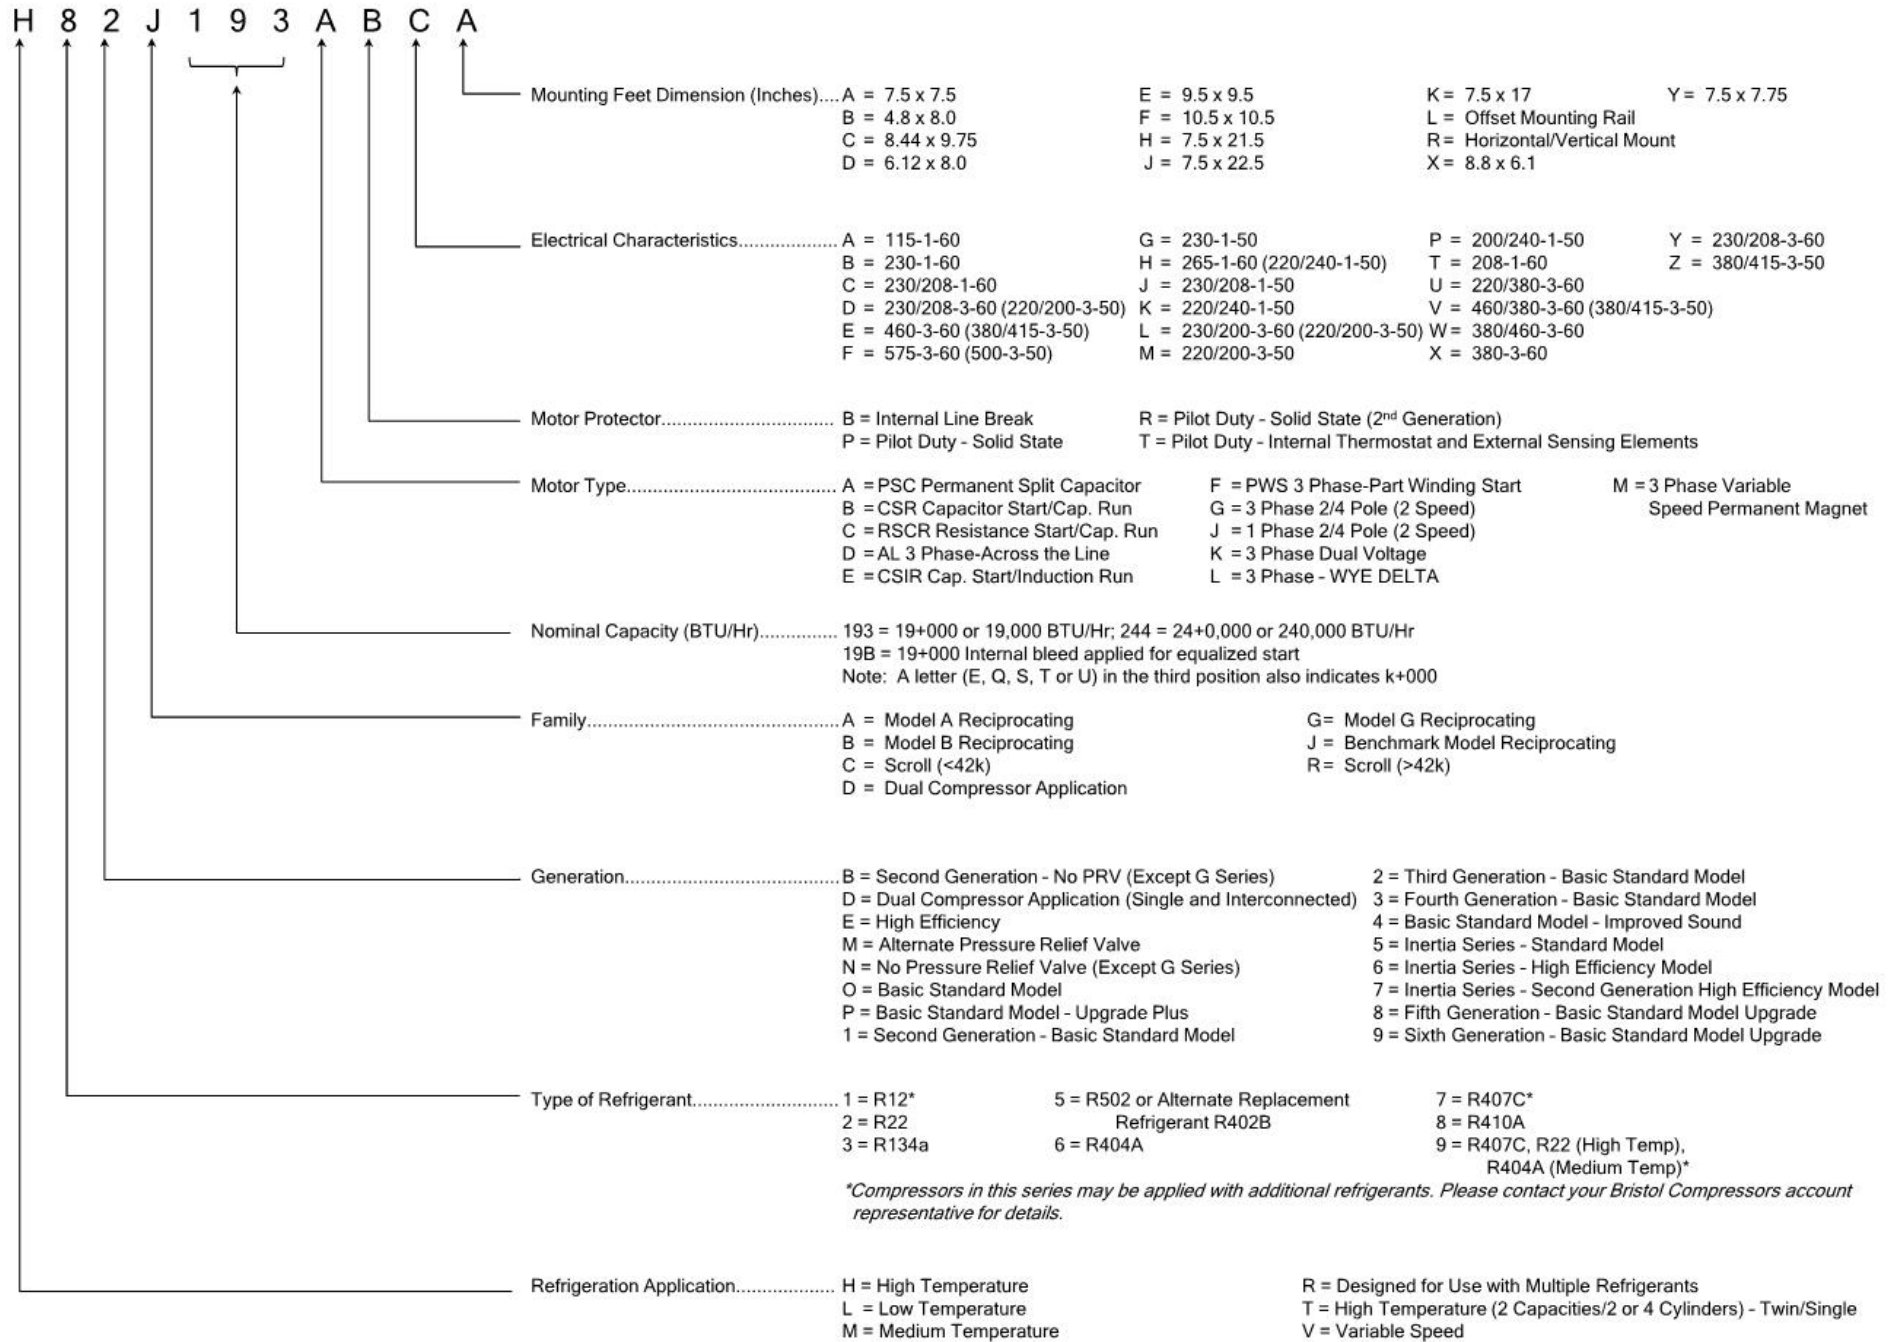 H 8 2 J 1 9 3 A B C A
Mounting Feet Dimension (Inches)....A = 7.5 x 7.5 E = 9.5 x 9.5 K = 7.5 x 17 Y = 7.5 x 7.75
B = 4.8 x 8.0 F = 10.5 x 10.5 L = Offset Mounting Rail
C = 8.44 x 9.75 H = 7.5 x 21.5 R = Horizontal/Vertical Mount
D = 6.12 x 8.0 J = 7.5 x 22.5 X = 8.8 x 6.1
Electrical Characteristics.................. A = 115-1-60 G = 230-1-50 P = 200/240-1-50 Y = 230/208-3-60
B = 230-1-60 H = 265-1-60 (220/240-1-50) T = 208-1-60 Z = 380/415-3-50
C = 230/208-1-60 J = 230/208-1-50 U = 220/380-3-60
D = 230/208-3-60 (220/200-3-50) K = 220/240-1-50 V = 460/380-3-60 (380/415-3-50)
E = 460-3-60 (380/415-3-50) L = 230/200-3-60 (220/200-3-50) W = 380/460-3-60
F = 575-3-60 (500-3-50) M = 220/200-3-50 X = 380-3-60
Motor Protector............................... B = Internal Line Break R = Pilot Duty - Solid State (2nd Generation)
P = Pilot Duty - Solid State T = Pilot Duty - Internal Thermostat and External Sensing Elements
Motor Type...................................... A = PSC Permanent Split Capacitor F = PWS 3 Phase-Part Winding Start M = 3 Phase Variable
B = CSR Capacitor Start/Cap. Run G = 3 Phase 2/4 Pole (2 Speed) Speed Permanent Magnet
C = RSCR Resistance Start/Cap. Run J = 1 Phase 2/4 Pole (2 Speed)
D = AL 3 Phase-Across the Line K = 3 Phase Dual Voltage
E = CSIR Cap. Start/Induction Run L = 3 Phase - WYE DELTA
Nominal Capacity (BTU/Hr).............. 193 = 19+000 or 19,000 BTU/Hr; 244 = 24+0,000 or 240,000 BTU/Hr
19B = 19+000 Internal bleed applied for equalized start
Note: A letter (E, Q, S, T or U) in the third position also indicates k+000
Family..............................................A = Model A Reciprocating G= Model G Reciprocating
B = Model B Reciprocating J = Benchmark Model Reciprocating
C = Scroll (<42k) R= Scroll (>42k)
D = Dual Compressor Application
Generation.......................................B = Second Generation - No PRV (Except G Series) 2 = Third Generation - Basic Standard Model
D = Dual Compressor Application (Single and Interconnected) 3 = Fourth Generation - Basic Standard Model
E = High Efficiency 4 = Basic Standard Model - Improved Sound
M = Alternate Pressure Relief Valve 5 = Inertia Series - Standard Model
N = No Pressure Relief Valve (Except G Series) 6 = Inertia Series - High Efficiency Model
O = Basic Standard Model 7 = Inertia Series - Second Generation High Efficiency Model
P = Basic Standard Model - Upgrade Plus 8 = Fifth Generation - Basic Standard Model Upgrade
1 = Second Generation - Basic Standard Model 9 = Sixth Generation - Basic Standard Model Upgrade
Type of Refrigerant.......................... 1 = R12* 5 = R502 or Alternate Replacement 7 = R407C*
2 = R22 Refrigerant R402B 8 = R410A
3 = R134a 6 = R404A 9 = R407C, R22 (High Temp),
R404A (Medium Temp)*
*Compressors in this series may be applied with additional refrigerants. Please contact your Bristol Compressors account
representative for details.
Refrigeration Application.................. H = High Temperature R = Designed for Use with Multiple Refrigerants
L = Low Temperature T = High Temperature (2 Capacities/2 or 4 Cylinders) - Twin/Single
M = Medium Temperature V = Variable Speed